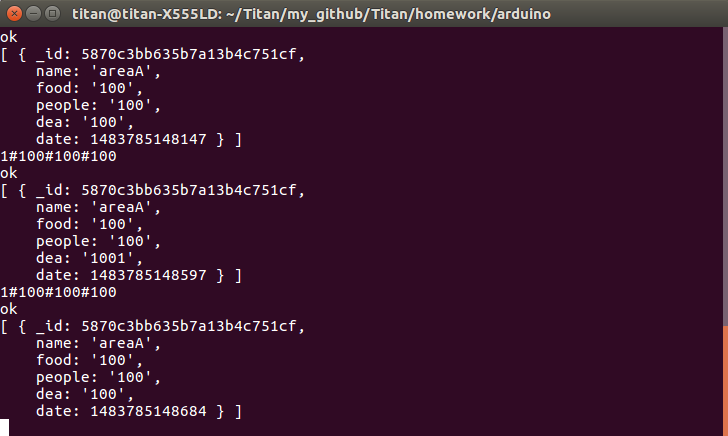 titan@titan-X555LD: ~/Titan/my_github/Titan/homework/arduino
ok
[ { _id: 5870c3bb635b7a13b4c751cf,
    name: 'areaA',
    food: '100',
    people: '100',
    dea: '100',
    date: 1483785148147 } ]
1#100#100#100
ok
[ { _id: 5870c3bb635b7a13b4c751cf,
    name: 'areaA',
    food: '100',
    people: '100',
    dea: '1001',
    date: 1483785148597 } ]
1#100#100#100
ok
[ { _id: 5870c3bb635b7a13b4c751cf,
    name: 'areaA',
    food: '100',
    people: '100',
    dea: '100',
    date: 1483785148684 } ]